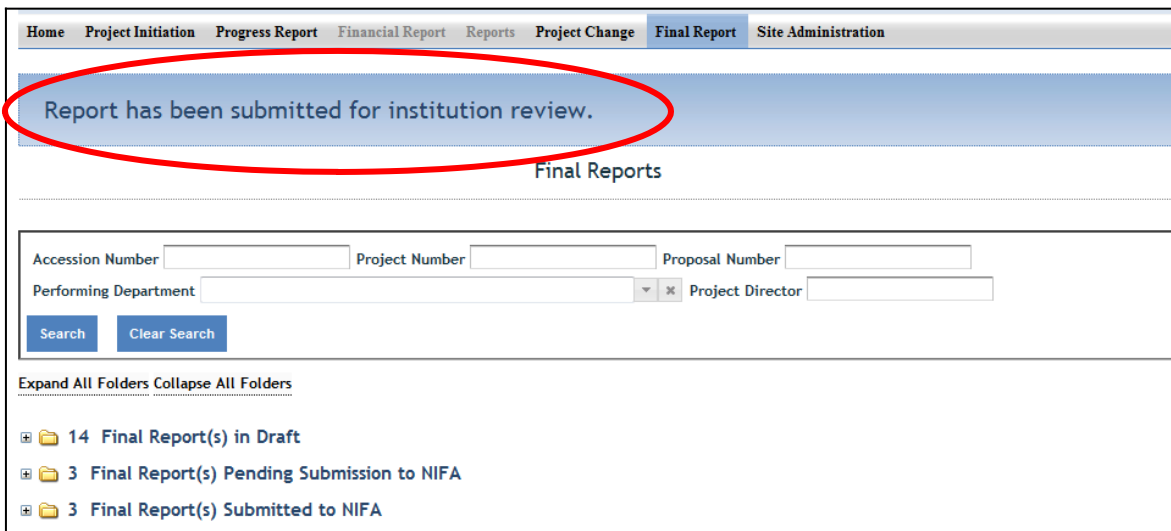 Home Project Initiation Progress Report Financial Report Reports Project Change Final Report Site Administration
Report has been submitted for institution review.
Final Reports
Accession Number Project Number Proposal Number
Performing Department Project Director
Search Clear Search
Expand All Folders Collapse All Folders
14 Final Report(s) in Draft
3 Final Report(s) Pending Submission to NIFA
3 Final Report(s) Submitted to NIFA